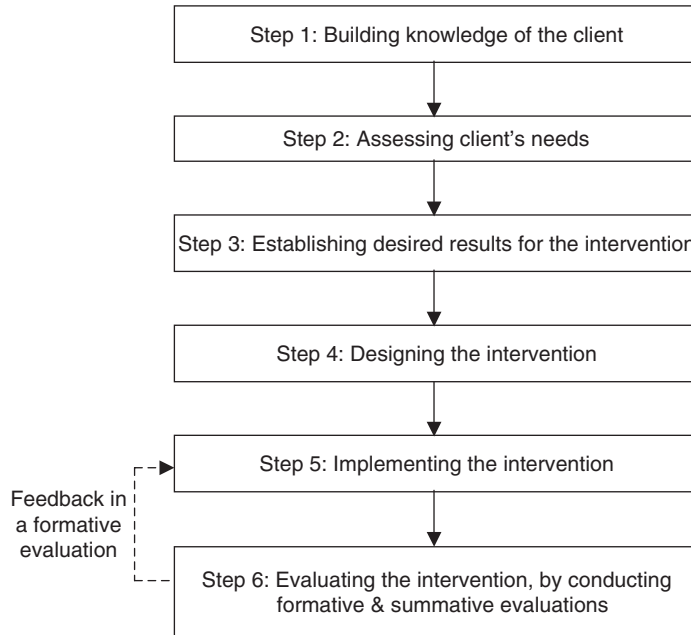 Step 1: Building knowledge of the client
Step 2: Assessing client's needs
Step 3: Establishing desired results for the intervention
Step 4: Designing the intervention
Step 5: Implementing the intervention
Feedback in
a formative
evaluation
Step 6: Evaluating the intervention, by conducting
formative & summative evaluations